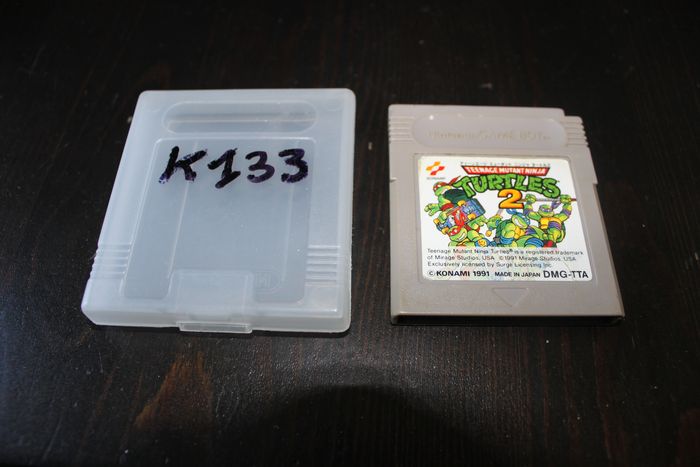 K133
Nintendo GAME BOY
KONAMI
TEENAGE MUTANT NINJA
TURTLES
2
Teenage Mutant Ninja Turtles® is a registered trademark
of Mirage Studios, USA ©1991 Mirage Studios, USA
Exclusively licensed by Surge Licensing Inc.
©KONAMI 1991 MADE IN JAPAN DMG-TTA